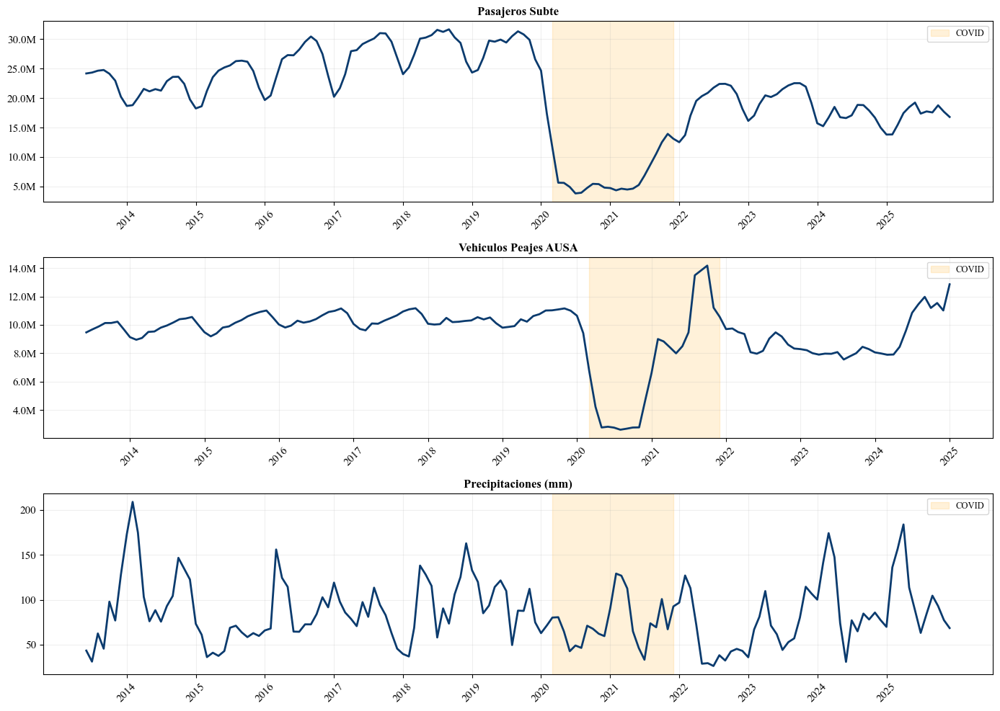 Pasajeros Subte
COVID
30.0M
25.0M
20.0M
15.0M
10.0M
5.0M
2014 2015 2016 2017 2018 2019 2020 2021 2022 2023 2024 2025
Vehiculos Peajes AUSA
COVID
14.0M
12.0M
10.0M
8.0M
6.0M
4.0M
2014 2015 2016 2017 2018 2019 2020 2021 2022 2023 2024 2025
Precipitaciones (mm)
COVID
200
150
100
50
2014 2015 2016 2017 2018 2019 2020 2021 2022 2023 2024 2025